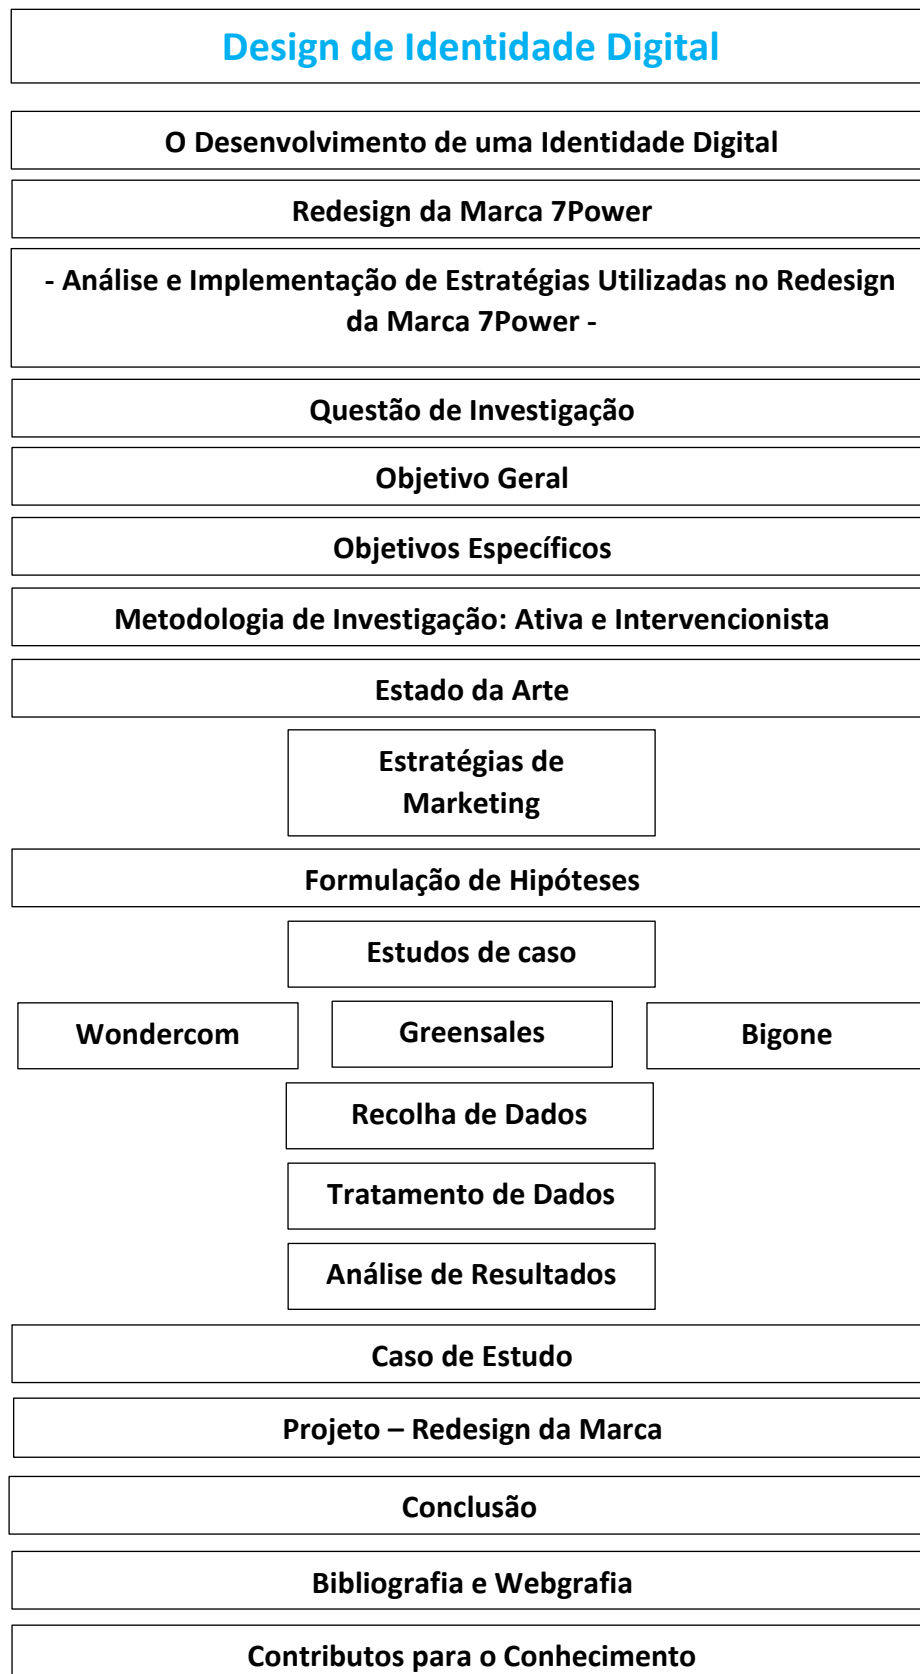 Design de Identidade Digital
O Desenvolvimento de uma Identidade Digital
Redesign da Marca 7Power
- Análise e Implementação de Estratégias Utilizadas no Redesign
da Marca 7Power -
Questão de Investigação
Objetivo Geral
Objetivos Específicos
Metodologia de Investigação: Ativa e Intervencionista
Estado da Arte
Estratégias de
Marketing
Formulação de Hipóteses
Estudos de caso
Wondercom
Greensales
Bigone
Recolha de Dados
Tratamento de Dados
Análise de Resultados
Caso de Estudo
Projeto – Redesign da Marca
Conclusão
Bibliografia e Webgrafia
Contributos para o Conhecimento